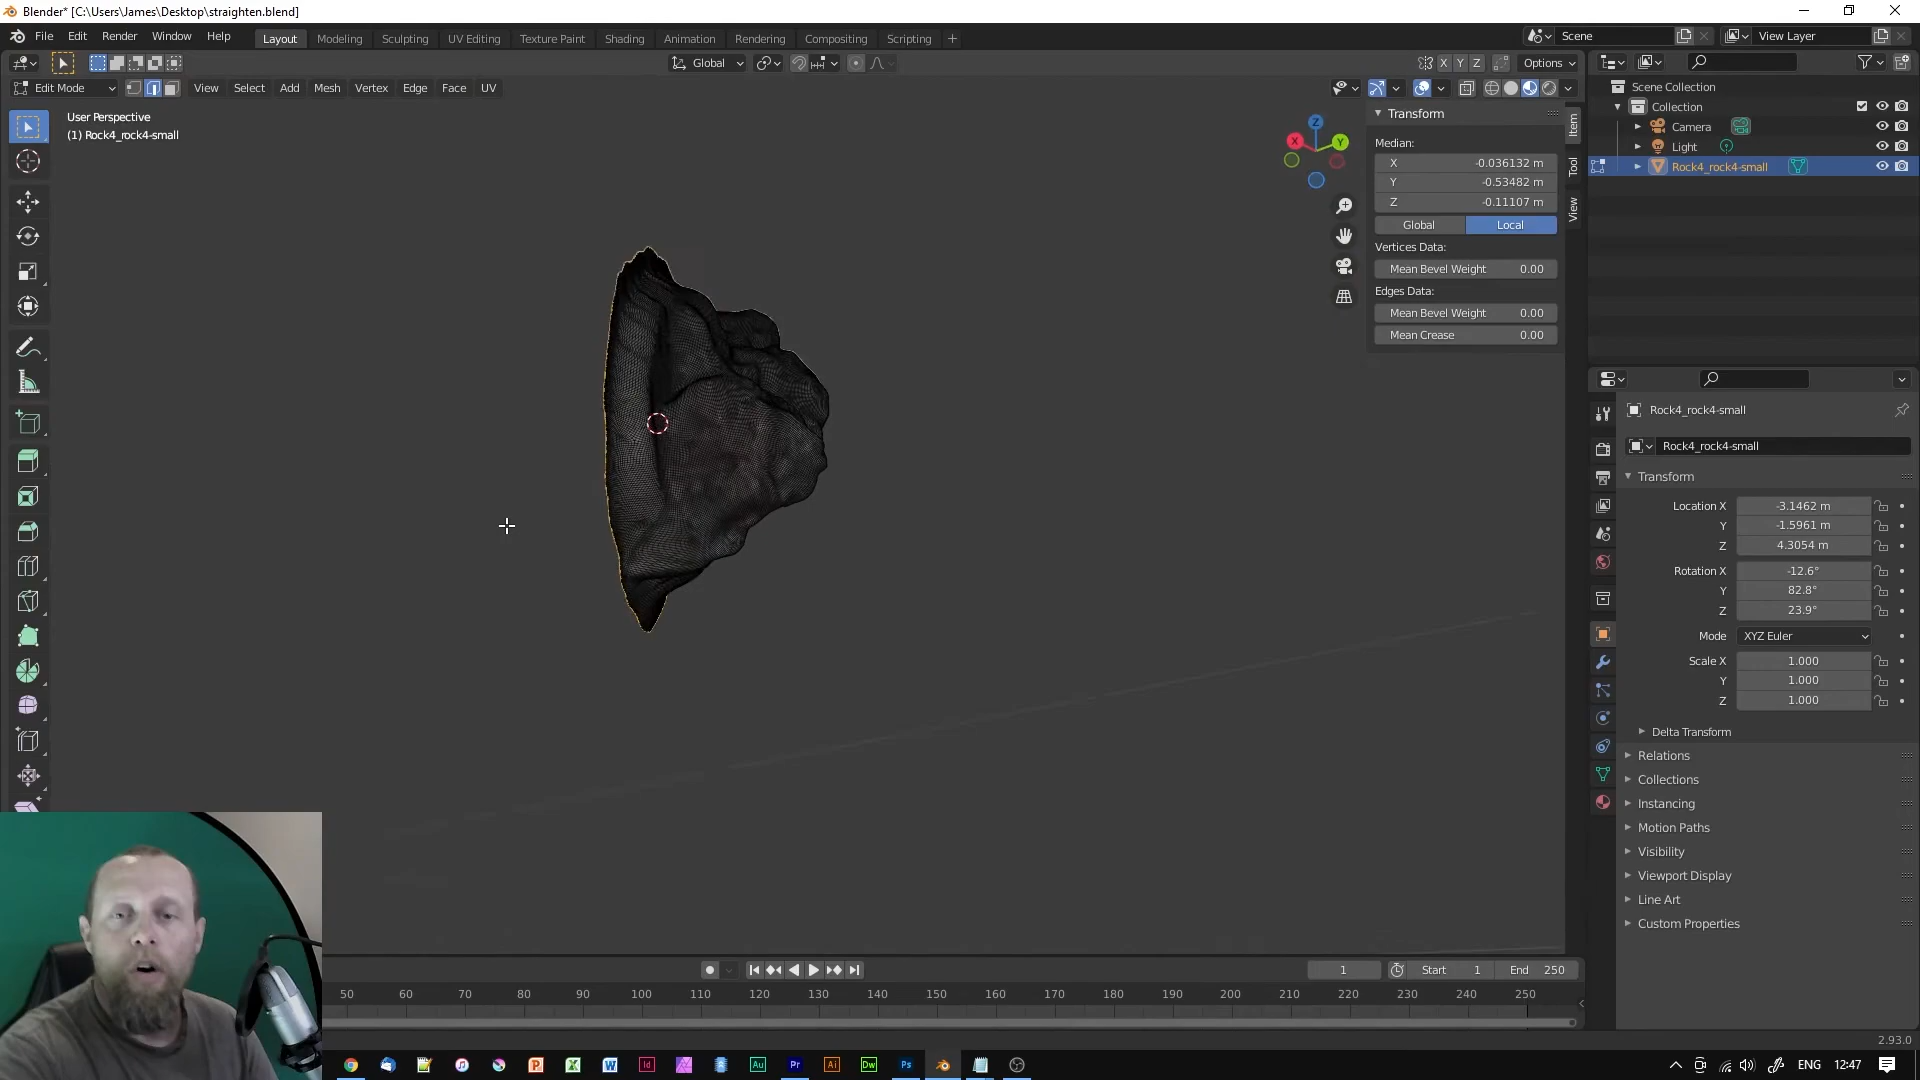 Blender* [C:\Users\James\Desktop\straighten.blend]
File Edit Render Window Help
Layout Modeling Sculpting UV Editing Texture Paint Shading Animation Rendering Compositing Scripting +
Scene
View Layer
Global
X Y Z
Options
Edit Mode
View Select Add Mesh Vertex Edge Face UV
User Perspective
(1) Rock4_rock4-small
X
Y
Z
Transform
Median:
X -0.036132 m
Y -0.53482 m
Z -0.11107 m
Global Local
Vertices Data:
Mean Bevel Weight 0.00
Edges Data:
Mean Bevel Weight 0.00
Mean Crease 0.00
Item
Tool
View
Scene Collection
Collection
Camera
Light
Rock4_rock4-small
Rock4_rock4-small
Rock4_rock4-small
Transform
Location X -3.1462 m
Y -1.5961 m
Z 4.3054 m
Rotation X -12.6°
Y 82.8°
Z 23.9°
Mode XYZ Euler
Scale X 1.000
Y 1.000
Z 1.000
Delta Transform
Relations
Collections
Instancing
Motion Paths
Visibility
Viewport Display
Line Art
Custom Properties
1 Start 1 End 250
50 60 70 80 90 100 110 120 130 140 150 160 170 180 190 200 210 220 230 240 250
2.93.0
P X W Id Au Pr Ai Dw Ps
ENG 12:47